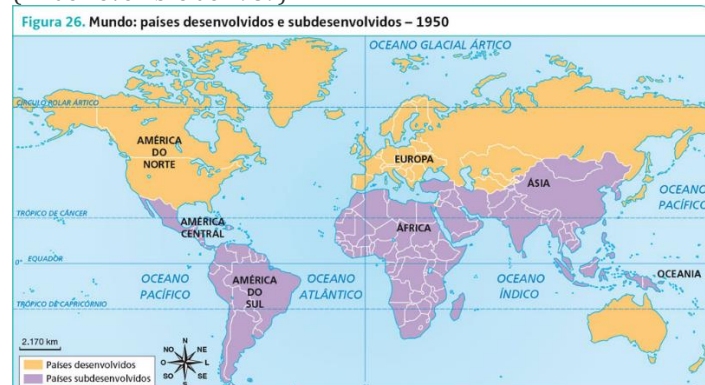 Figura 26. Mundo: países desenvolvidos e subdesenvolvidos – 1950
OCEANO GLACIAL ÁRTICO
CÍRCULO POLAR ÁRTICO
AMÉRICA
DO
NORTE
EUROPA
ÁSIA
OCEANO
PACÍFICO
TRÓPICO DE CÂNCER
AMÉRICA
CENTRAL
ÁFRICA
0° EQUADOR
OCEANIA
OCEANO
PACÍFICO
AMÉRICA
DO
SUL
OCEANO
ATLÂNTICO
OCEANO
ÍNDICO
TRÓPICO DE CAPRICÓRNIO
2.170 km
N
NO
NE
O
L
SO
SE
S
Países desenvolvidos
Países subdesenvolvidos